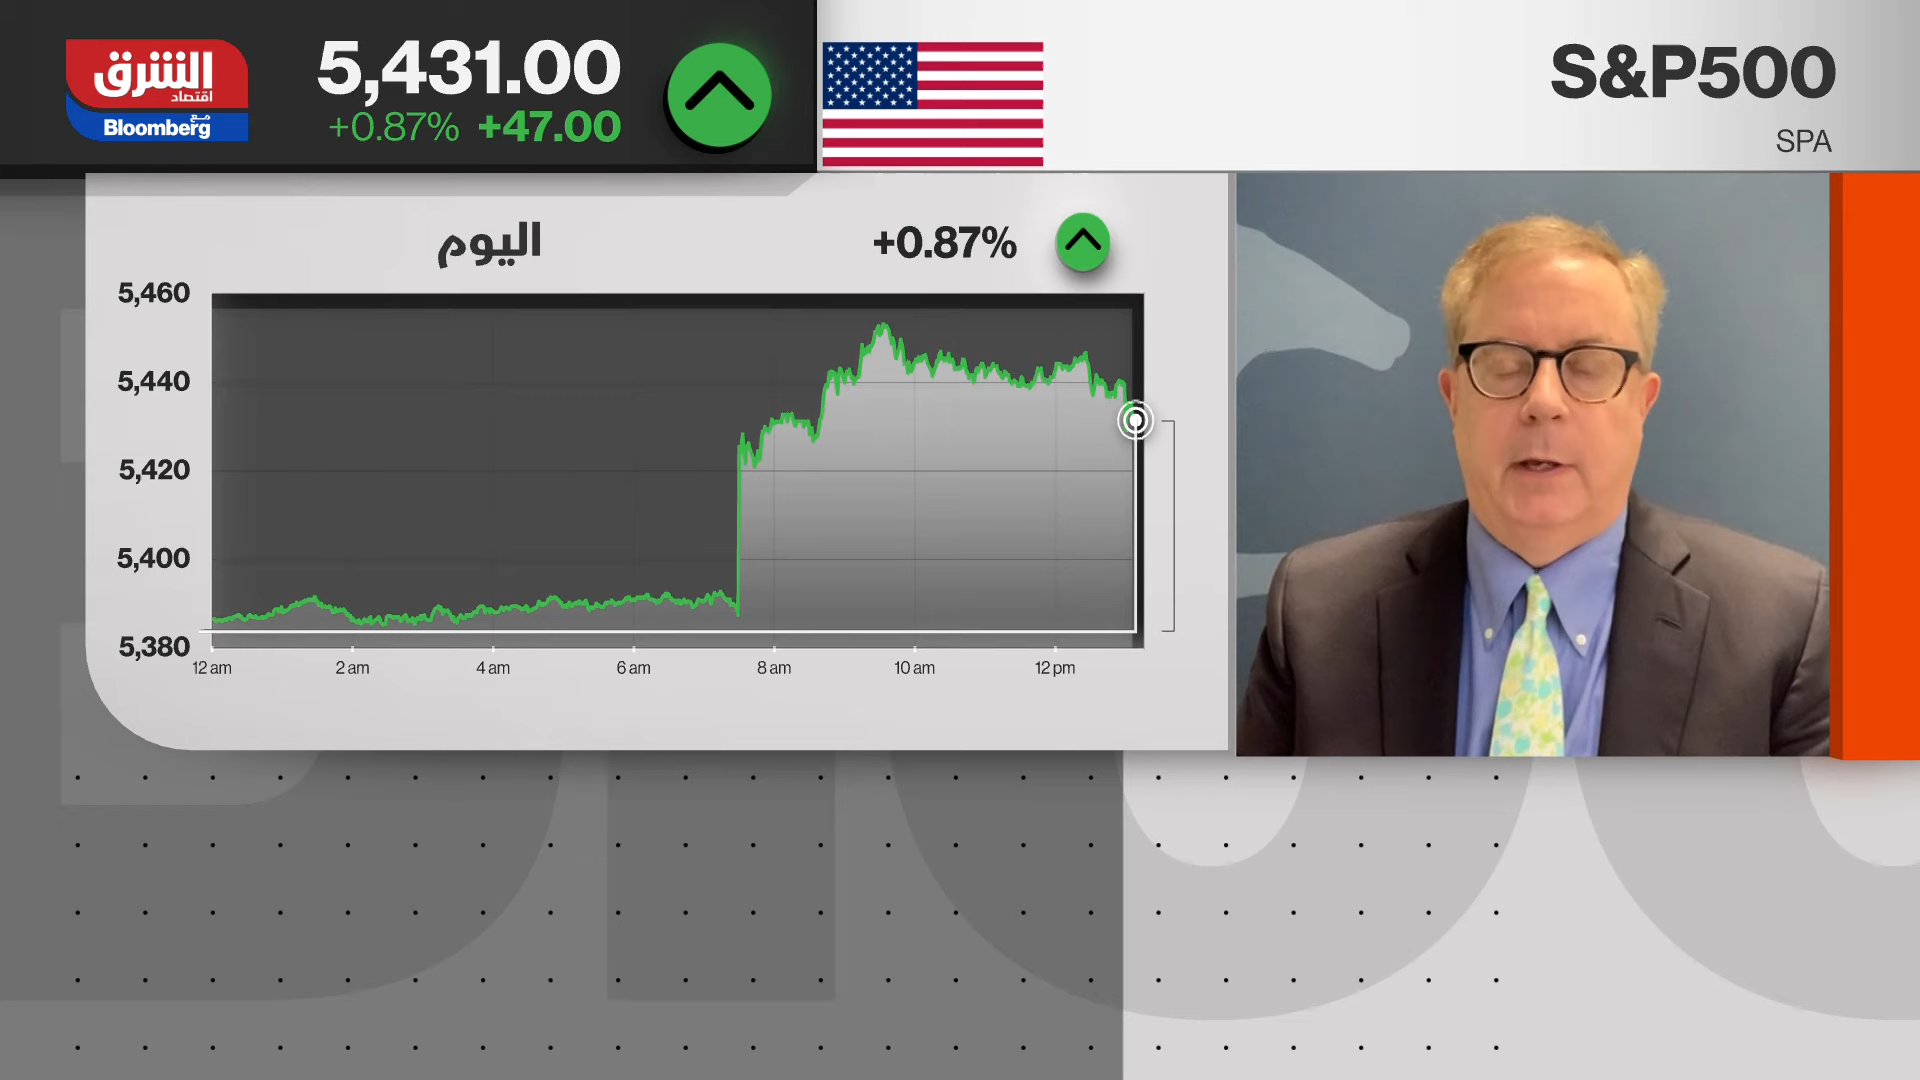 الشرق
اقتصاد
مع
Bloomberg
5,431.00
+0.87% +47.00
S&P500
SPA
اليوم
+0.87%
5,460
5,440
5,420
5,400
5,380
12 am 2 am 4 am 6 am 8 am 10 am 12 pm